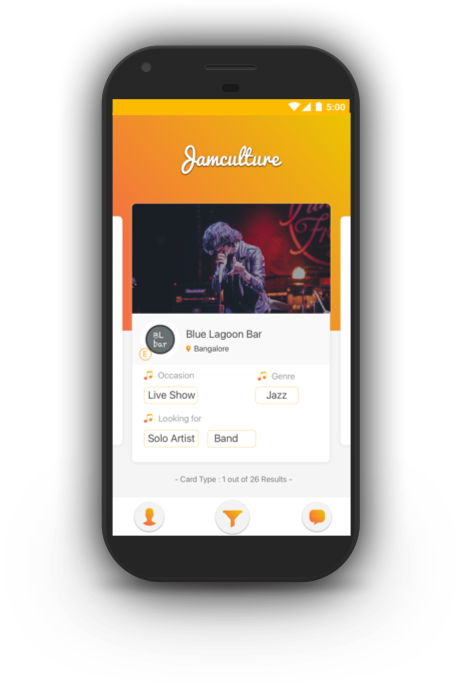 5:00
Jamculture
BL
bar
E
Blue Lagoon Bar
Bangalore
Occasion
Genre
Live Show
Jazz
Looking for
Solo Artist
Band
- Card Type : 1 out of 26 Results -